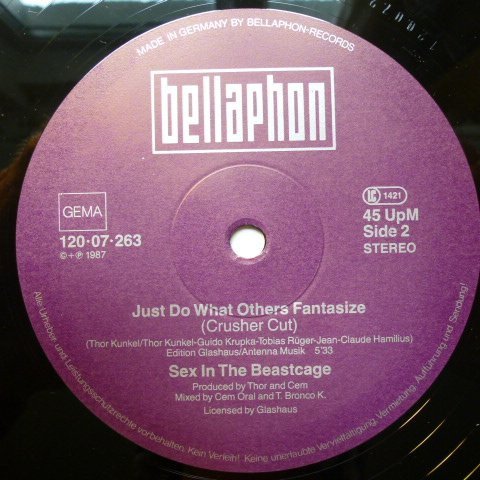 MADE IN GERMANY BY BELLAPHON-RECORDS
bellaphon
GEMA
120·07·263
©+℗1987
LC 1421
45 UpM
Side 2
STEREO
Just Do What Others Fantasize
(Crusher Cut)
(Thor Kunkel/Thor Kunkel-Guido Krupka-Tobias Rüger-Jean-Claude Hamilius)
Edition Glashaus/Antenna Musik 5'33
Sex In The Beastcage
Produced by Thor and Cem
Mixed by Cem Oral and T. Bronco K.
Licensed by Glashaus
Alle Urheber und Leistungsschutzrechte vorbehalten. Kein Verleih! Keine unerlaubte Vervielfältigung, Vermietung, Aufführung und Sendung!